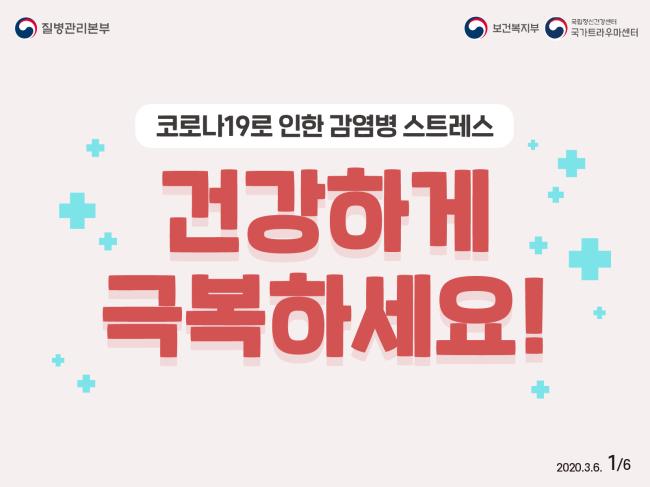 질병관리본부
보건복지부
국립정신건강센터
국가트라우마센터
코로나19로 인한 감염병 스트레스
건강하게
극복하세요!
2020.3.6. 1/6